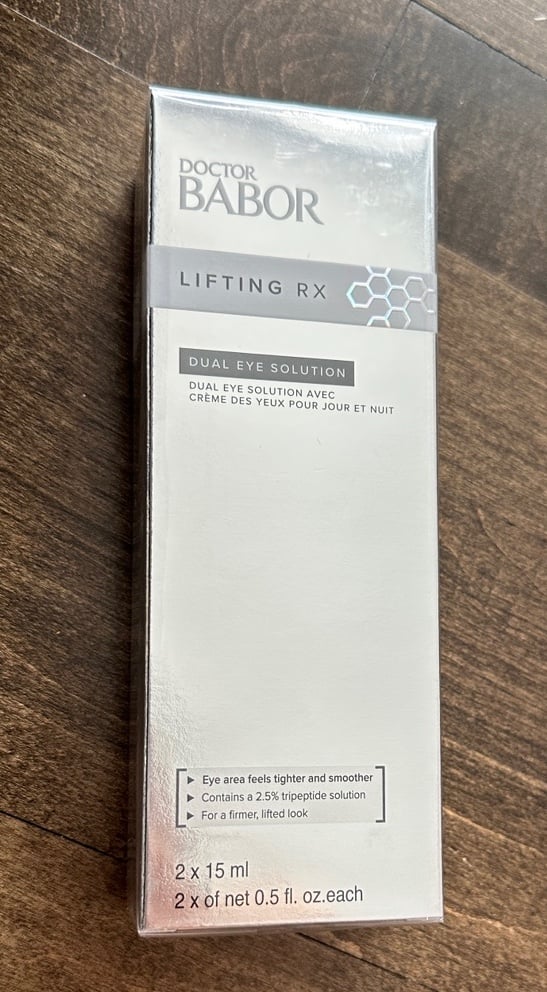 DOCTOR
BABOR
LIFTING RX
DUAL EYE SOLUTION
DUAL EYE SOLUTION AVEC
CRÈME DES YEUX POUR JOUR ET NUIT
Eye area feels tighter and smoother
Contains a 2.5% tripeptide solution
For a firmer, lifted look
2 x 15 ml
2 x of net 0.5 fl. oz.each